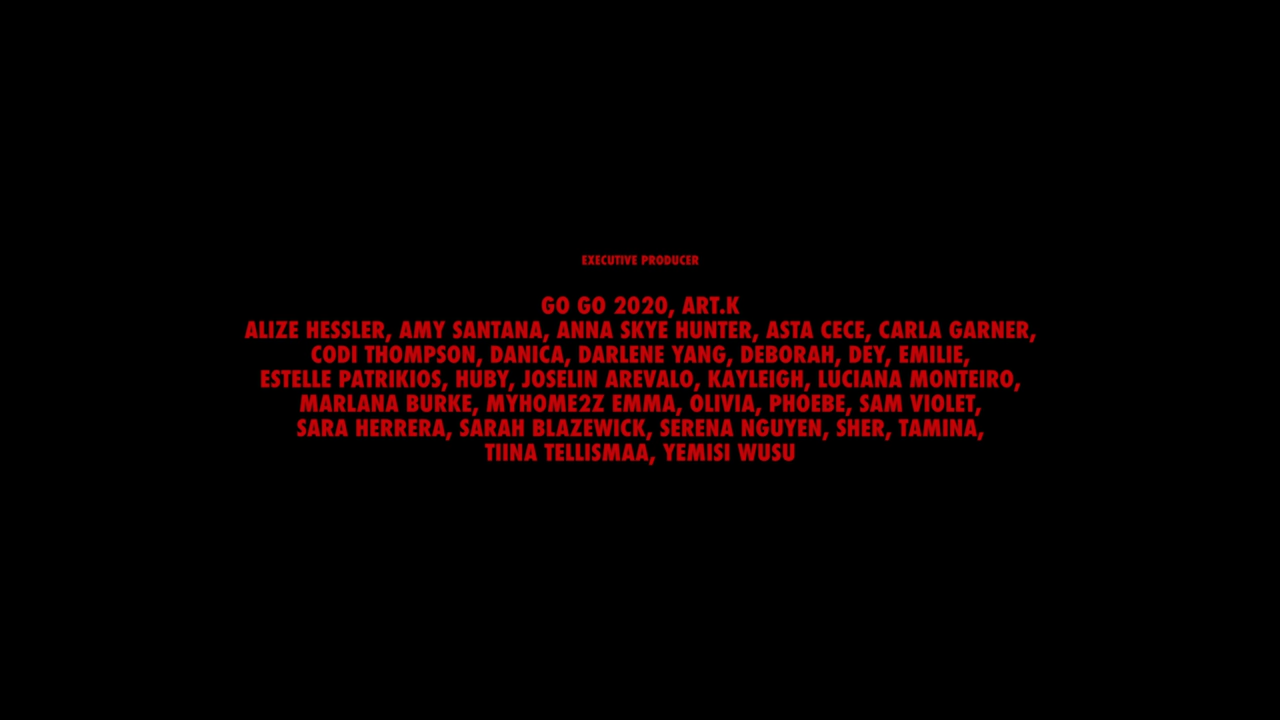 EXECUTIVE PRODUCER
GO GO 2020, ART.K
ALIZE HESSLER, AMY SANTANA, ANNA SKYE HUNTER, ASTA CECE, CARLA GARNER,
CODI THOMPSON, DANICA, DARLENE YANG, DEBORAH, DEY, EMILIE,
ESTELLE PATRIKIOS, HUBY, JOSELIN AREVALO, KAYLEIGH, LUCIANA MONTEIRO,
MARLANA BURKE, MYHOME2Z EMMA, OLIVIA, PHOEBE, SAM VIOLET,
SARA HERRERA, SARAH BLAZEWICK, SERENA NGUYEN, SHER, TAMINA,
TIINA TELLISMAA, YEMISI WUSU